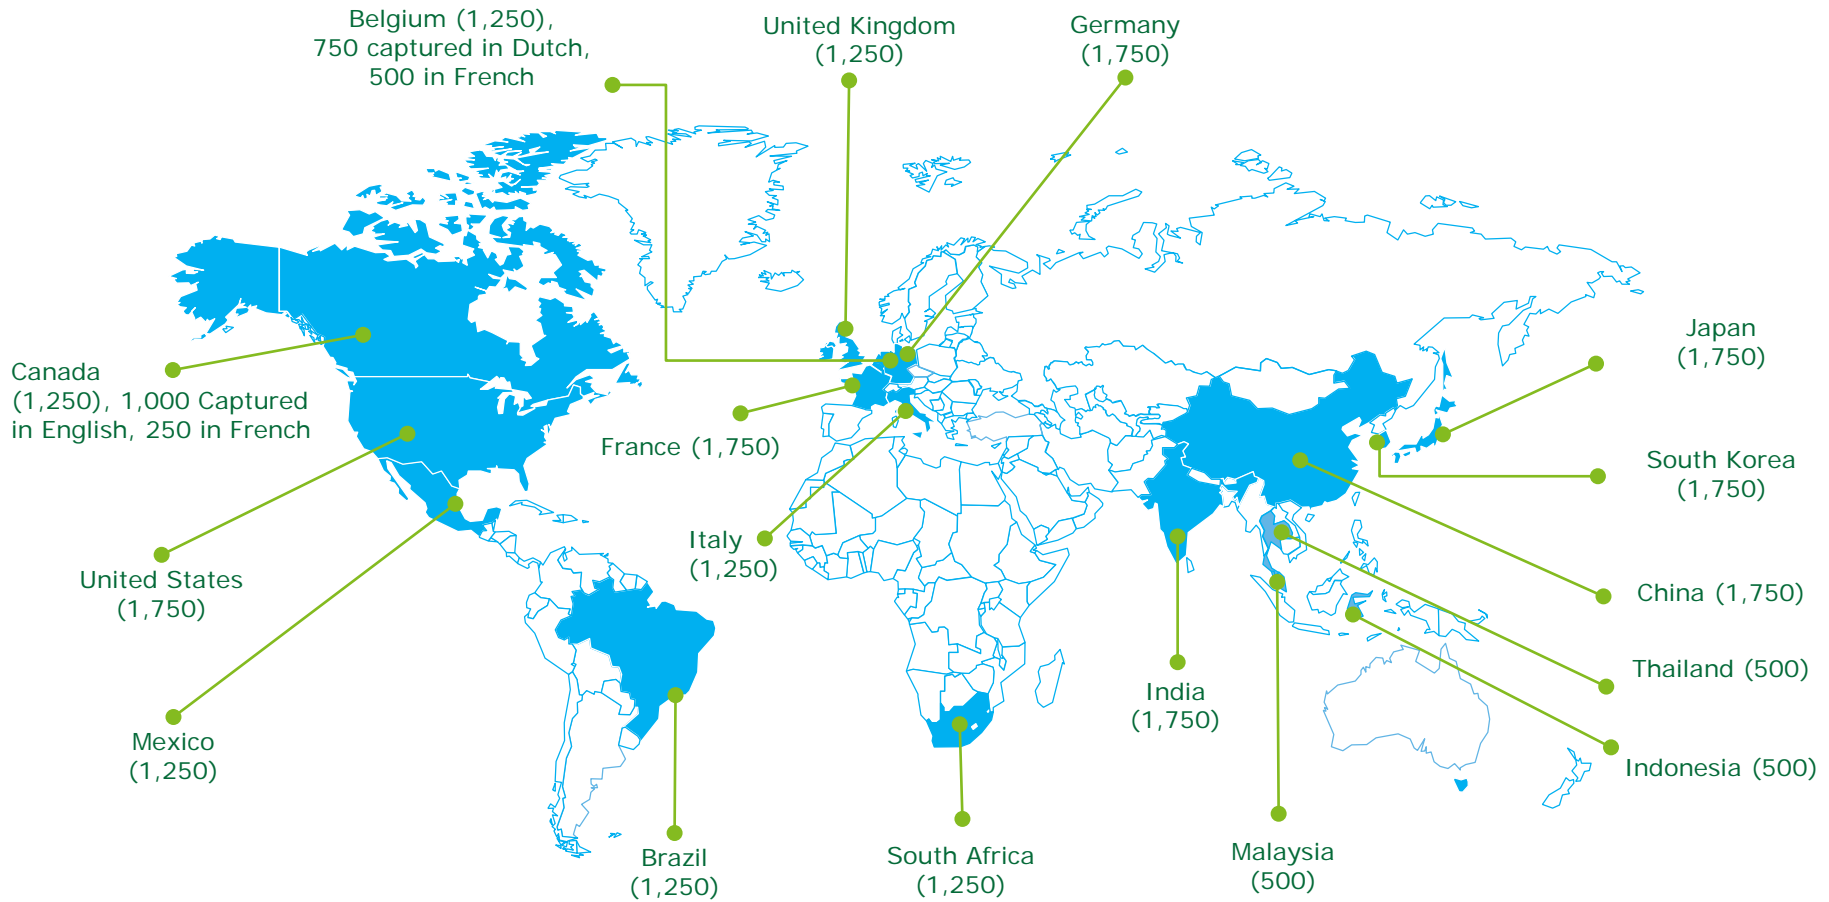 Belgium (1,250),
750 captured in Dutch,
500 in French
United Kingdom
(1,250)
Germany
(1,750)
Japan
(1,750)
Canada
(1,250), 1,000 Captured
in English, 250 in French
France (1,750)
South Korea
(1,750)
Italy
(1,250)
United States
(1,750)
China (1,750)
Thailand (500)
India
(1,750)
Mexico
(1,250)
Indonesia (500)
Brazil
(1,250)
South Africa
(1,250)
Malaysia
(500)